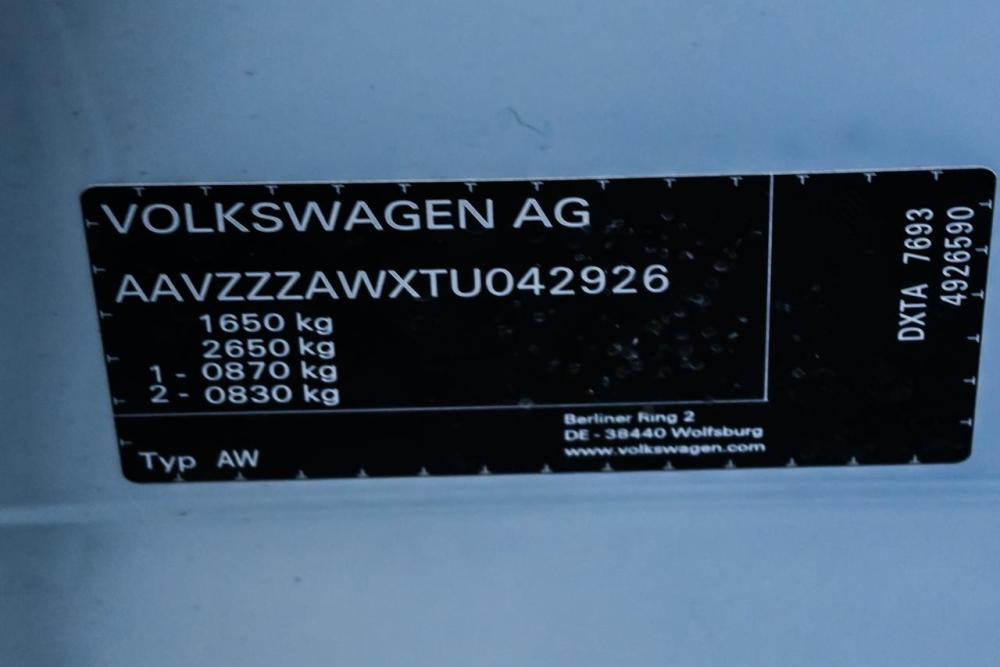 VOLKSWAGEN AG
AAVZZZAWXTU042926
1650 kg
2650 kg
1 - 0870 kg
2 - 0830 kg
Typ AW
Berliner Ring 2
DE - 38440 Wolfsburg
www.volkswagen.com
DXTA 7693
4926590